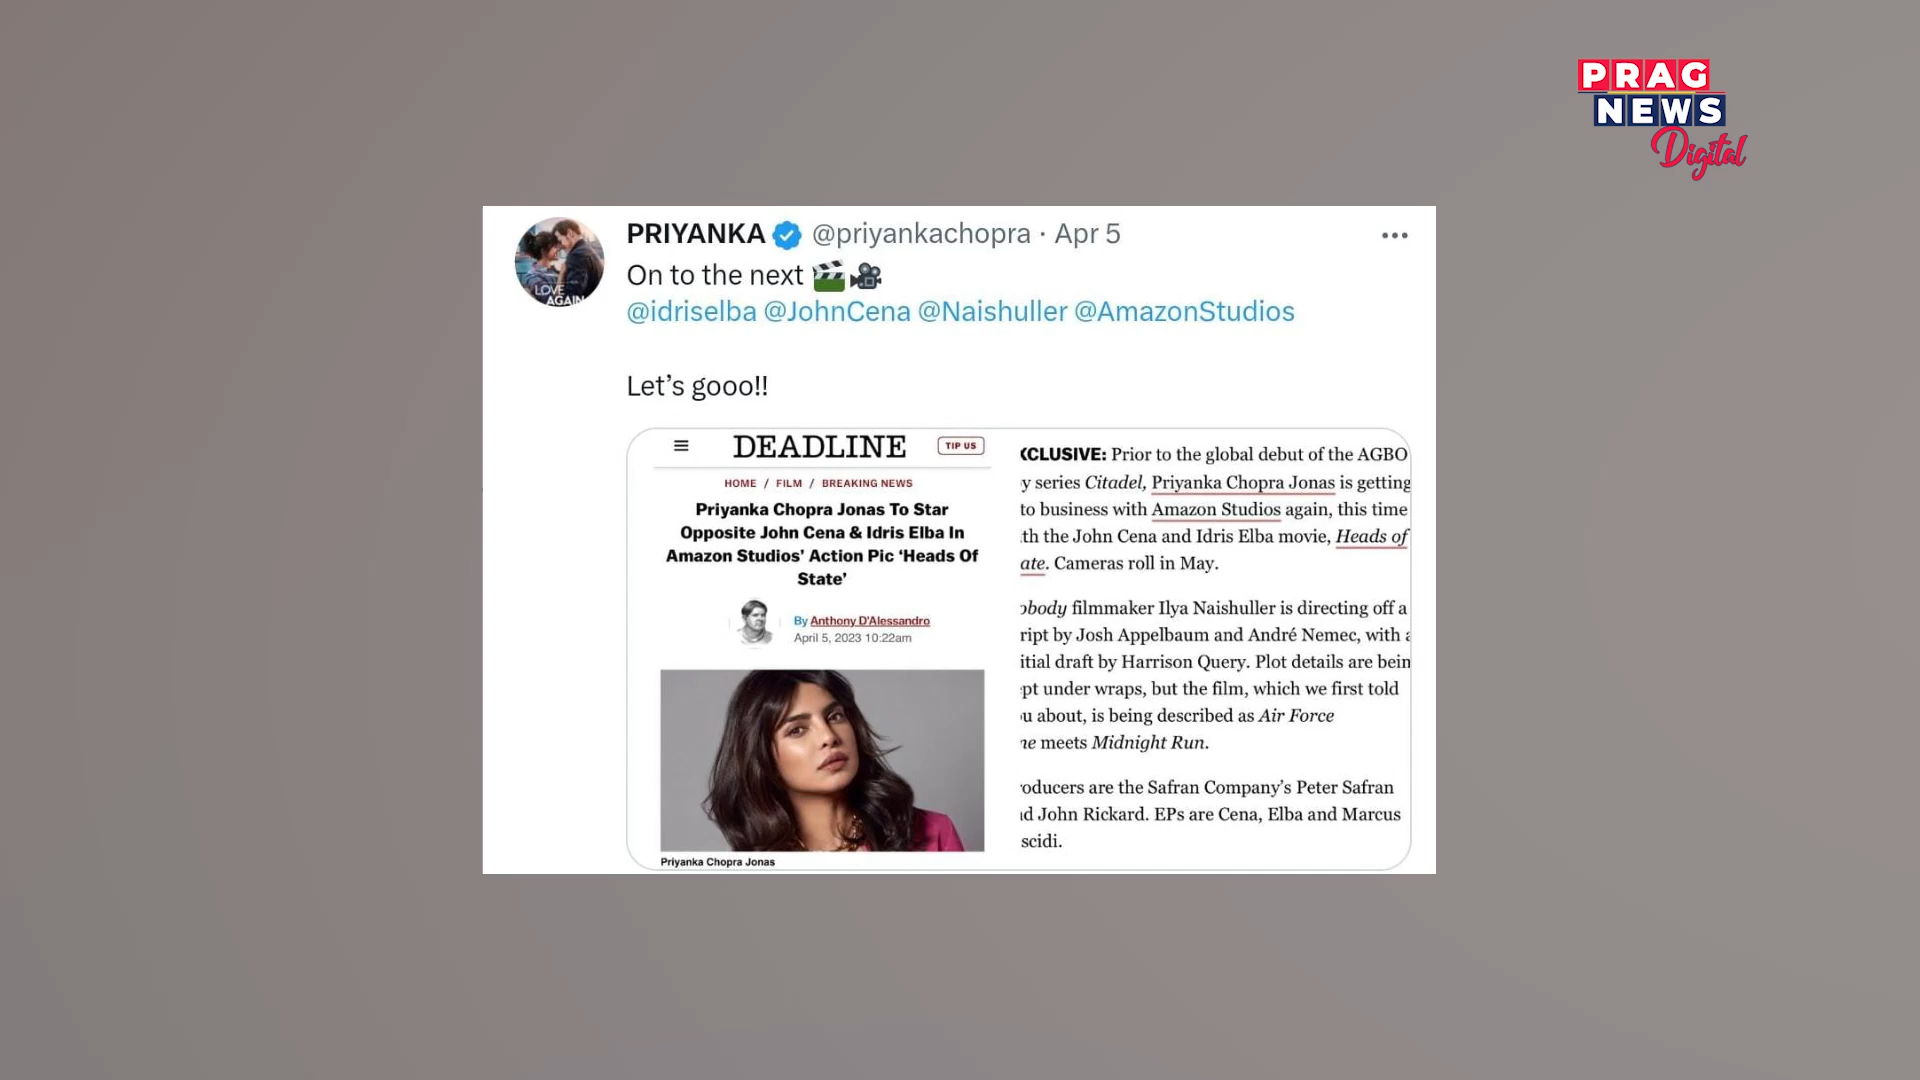 PRAG
NEWS
Digital
PRIYANKA @priyankachopra · Apr 5
On to the next 🎬🎥
@idriselba @JohnCena @Naishuller @AmazonStudios
Let's gooo!!
LOVE
AGAIN
DEADLINE
TIP US
HOME / FILM / BREAKING NEWS
Priyanka Chopra Jonas To Star
Opposite John Cena & Idris Elba In
Amazon Studios' Action Pic 'Heads Of
State'
By Anthony D'Alessandro
April 5, 2023 10:22am
Priyanka Chopra Jonas
XCLUSIVE: Prior to the global debut of the AGBO
y series Citadel, Priyanka Chopra Jonas is getting
to business with Amazon Studios again, this time
th the John Cena and Idris Elba movie, Heads of
ate. Cameras roll in May.
obody filmmaker Ilya Naishuller is directing off a
ript by Josh Appelbaum and André Nemec, with a
itial draft by Harrison Query. Plot details are bein
pt under wraps, but the film, which we first told
u about, is being described as Air Force
ne meets Midnight Run.
roducers are the Safran Company's Peter Safran
d John Rickard. EPs are Cena, Elba and Marcus
scidi.